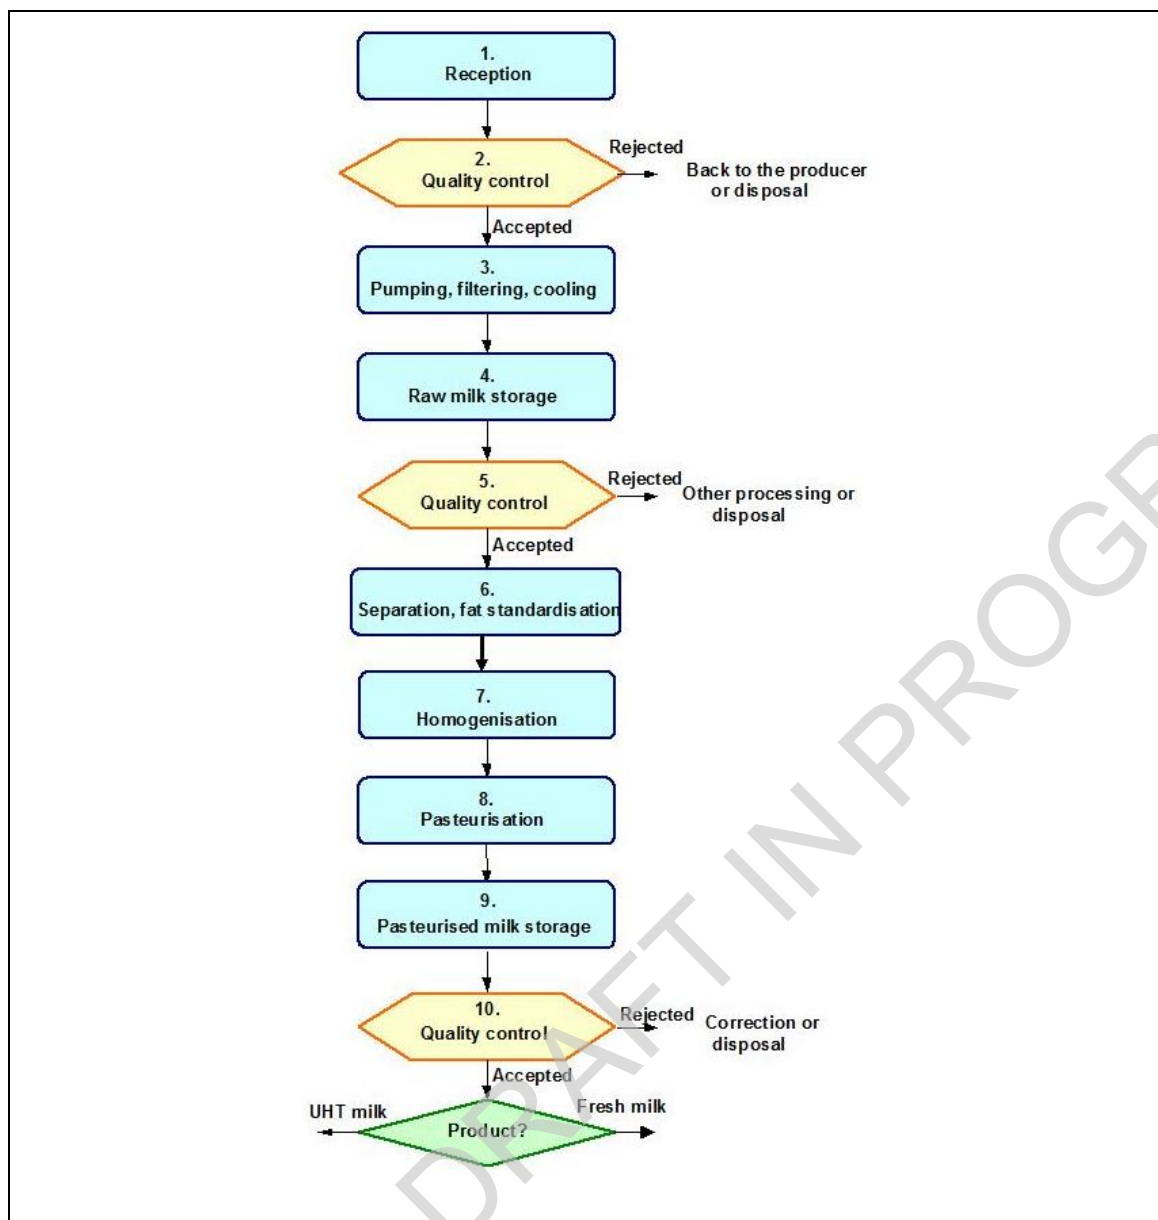 1.
Reception
2.
Quality control
Rejected
Back to the producer
or disposal
Accepted
3.
Pumping, filtering, cooling
4.
Raw milk storage
5.
Quality control
Rejected
Other processing or
disposal
Accepted
6.
Separation, fat standardisation
7.
Homogenisation
8.
Pasteurisation
9.
Pasteurised milk storage
10.
Quality control
Rejected
Correction or
disposal
Accepted
UHT milk
Product?
Fresh milk
DRAFT IN PROGR